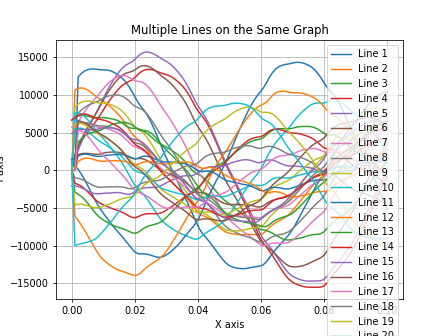 Multiple Lines on the Same Graph
15000
10000
5000
0
−5000
−10000
−15000
0.00
0.02
0.04
0.06
0.08
X axis
axis
Line 1
Line 2
Line 3
Line 4
Line 5
Line 6
Line 7
Line 8
Line 9
Line 10
Line 11
Line 12
Line 13
Line 14
Line 15
Line 16
Line 17
Line 18
Line 19
Line 20